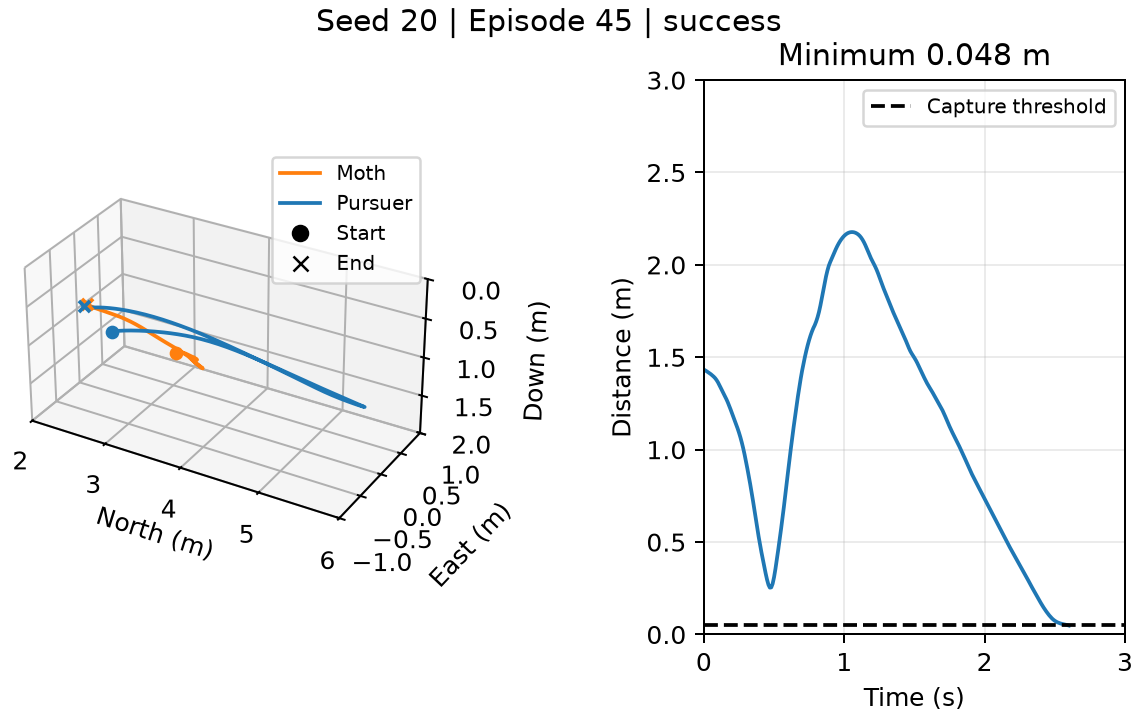 Seed 20 | Episode 45 | success
Moth
Pursuer
Start
End
0.0
0.5
1.0
1.5
2.0
Down (m)
2
3
4
5
6
North (m)
−1.0
−0.5
0.0
0.5
1.0
East (m)
Minimum 0.048 m
Capture threshold
3.0
2.5
2.0
1.5
1.0
0.5
0.0
Distance (m)
0
1
2
3
Time (s)